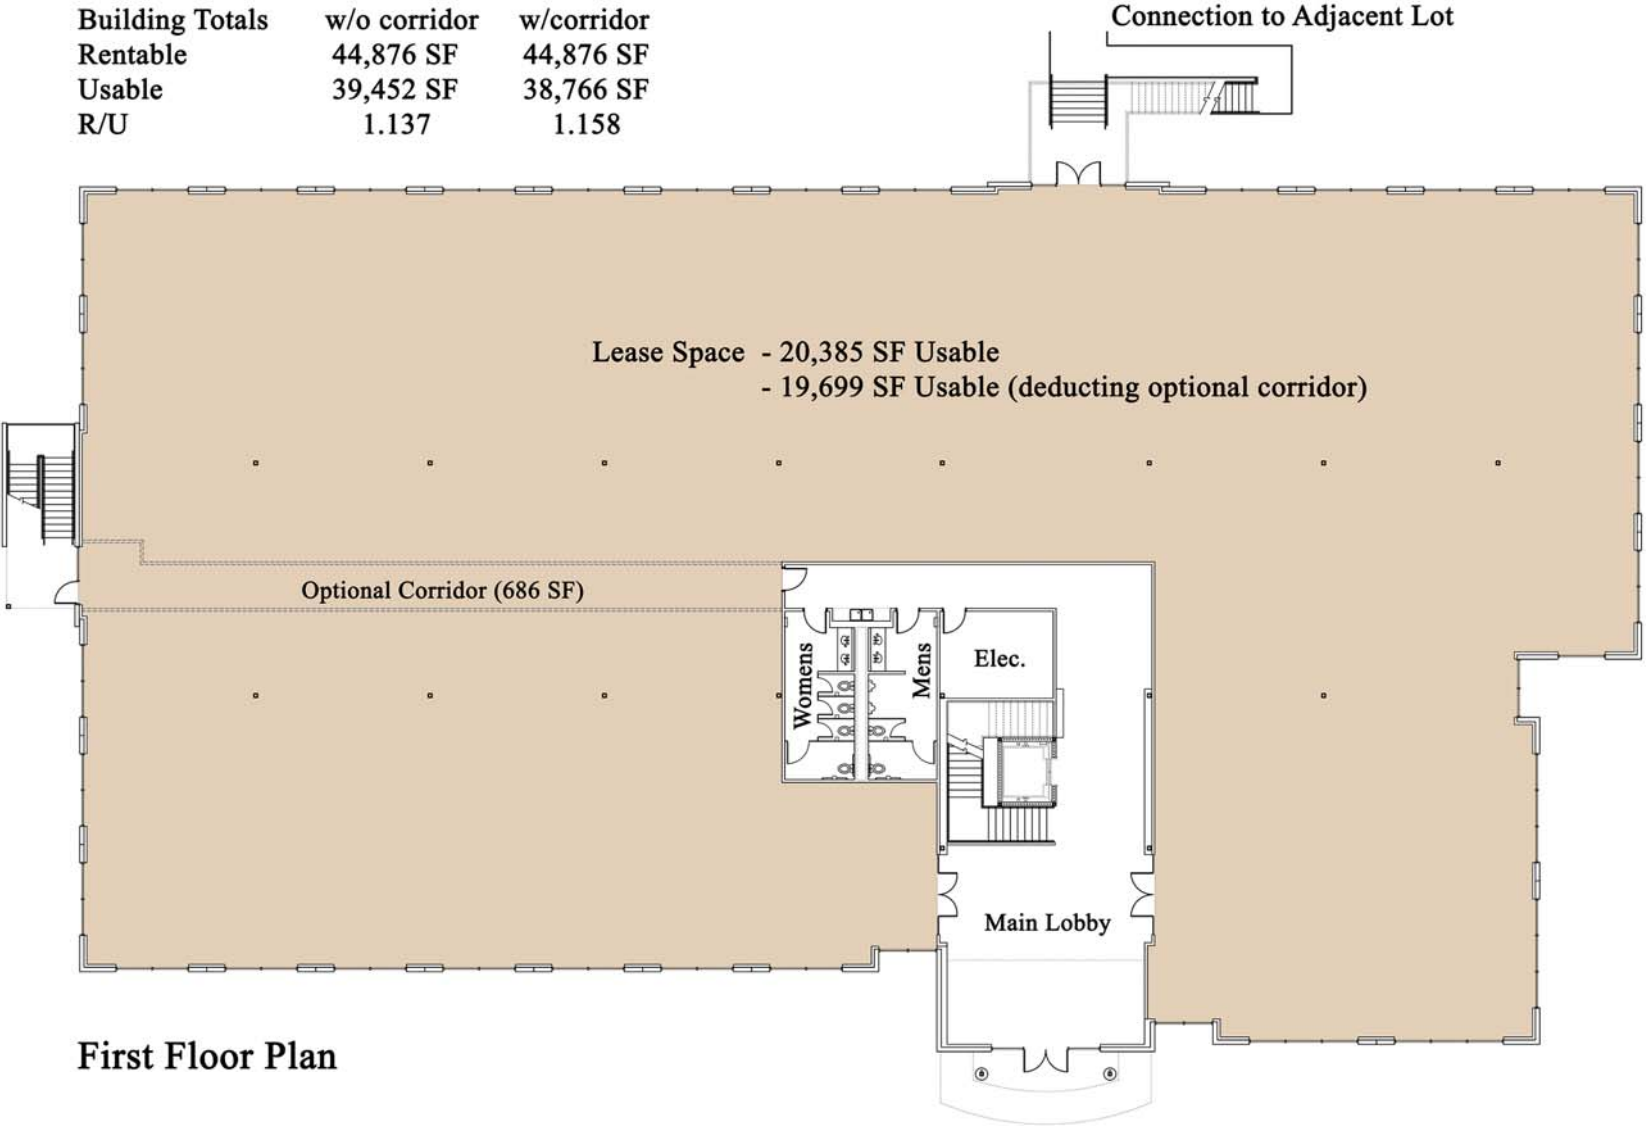 Building Totals w/o corridor w/corridor
Rentable 44,876 SF 44,876 SF
Usable 39,452 SF 38,766 SF
R/U 1.137 1.158
Connection to Adjacent Lot
Lease Space - 20,385 SF Usable
- 19,699 SF Usable (deducting optional corridor)
Optional Corridor (686 SF)
Womens
Mens
Elec.
Main Lobby
First Floor Plan